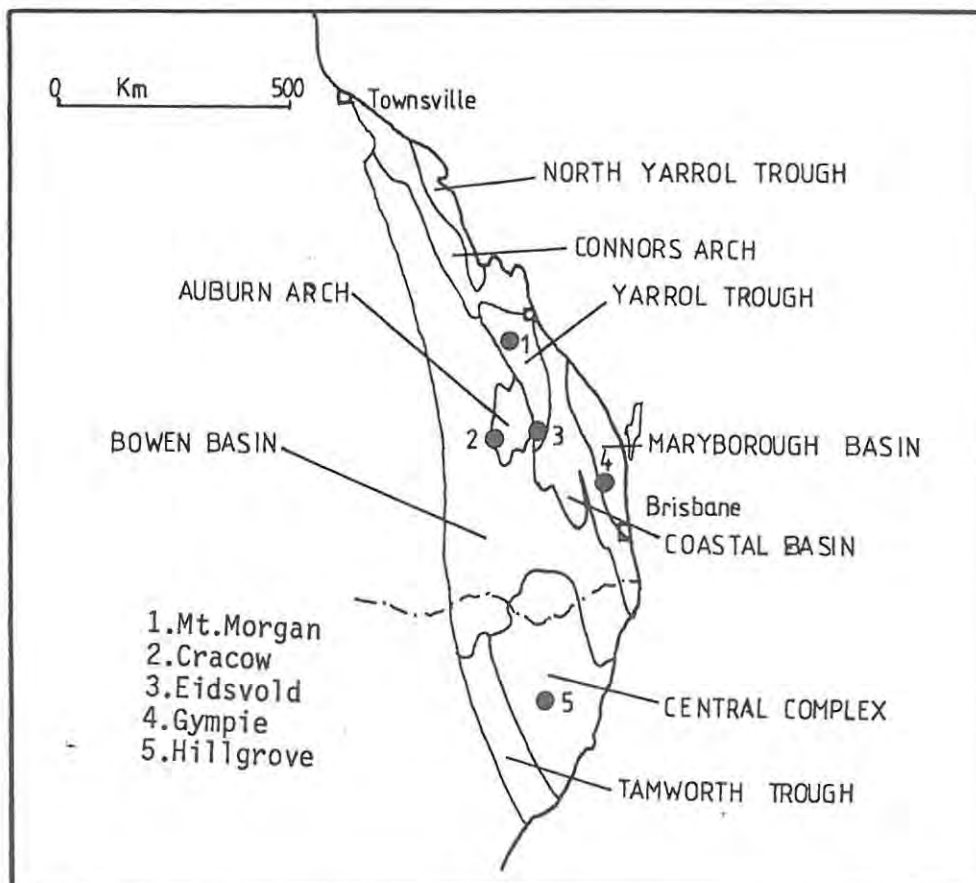 0 Km 500
Townsville
NORTH YARROL TROUGH
CONNORS ARCH
AUBURN ARCH
YARROL TROUGH
1
2
3
BOWEN BASIN
MARYBOROUGH BASIN
4
Brisbane
COASTAL BASIN
1.Mt.Morgan
2.Cracow
3.Eidsvold
4.Gympie
5.Hillgrove
5
CENTRAL COMPLEX
TAMWORTH TROUGH